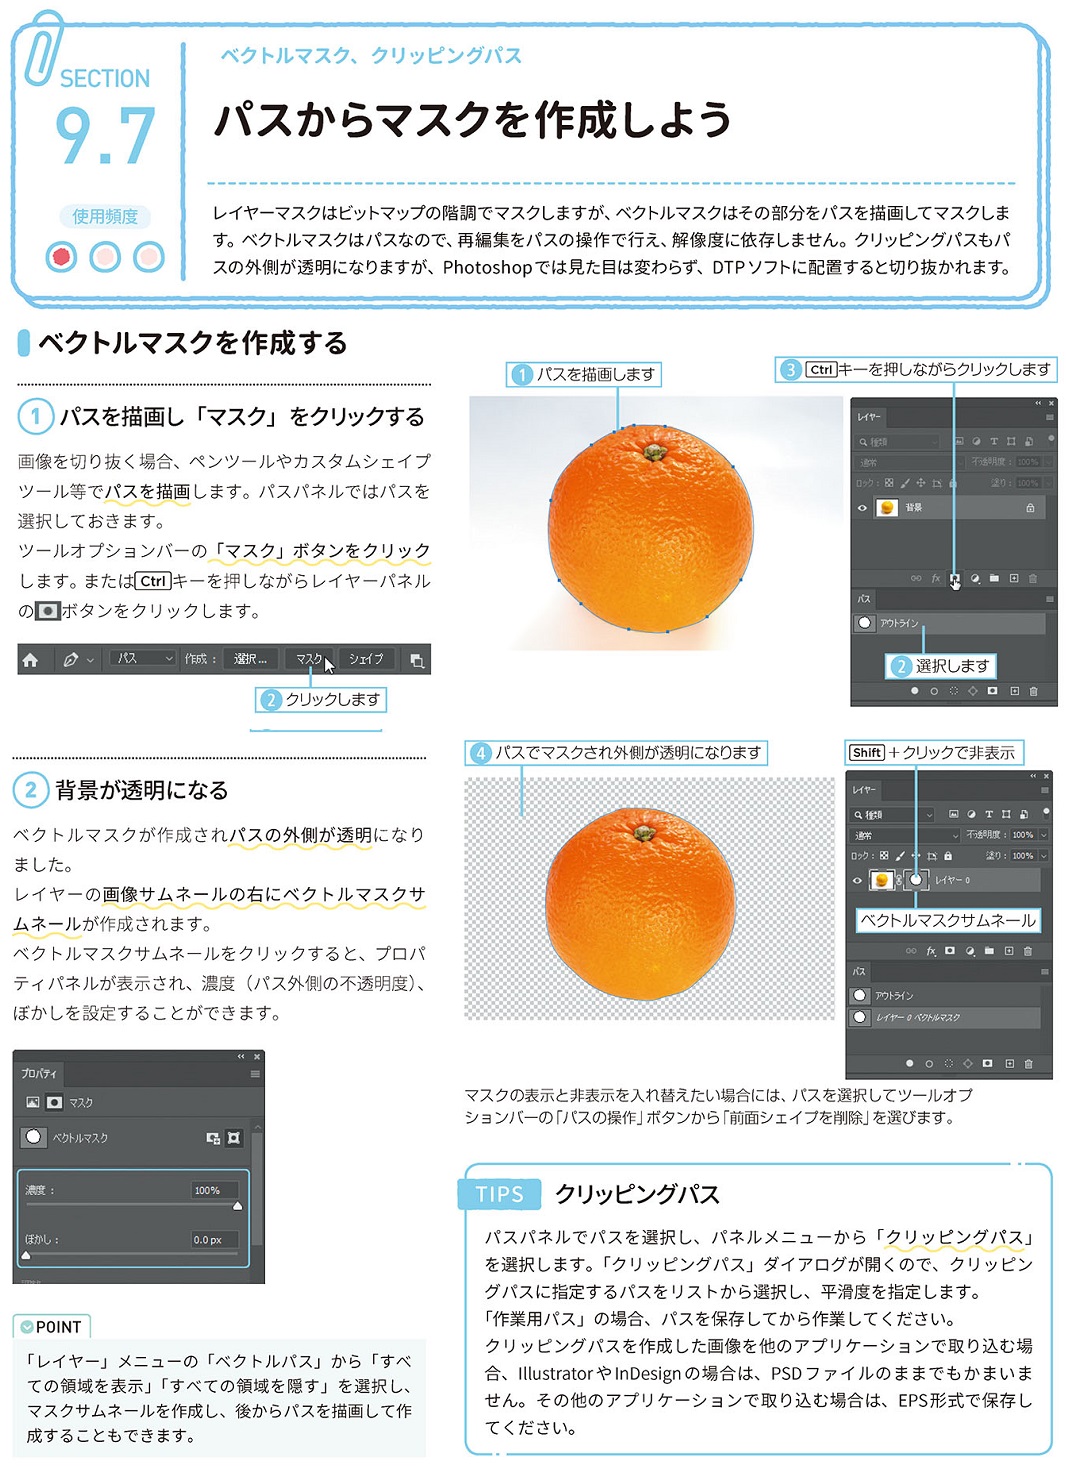 ベクトルマスク、クリッピングパス
SECTION
9.7
パスからマスクを作成しよう
使用頻度
レイヤーマスクはビットマップの階調でマスクしますが、ベクトルマスクはその部分をパスを描画してマスクしま
す。ベクトルマスクはパスなので、再編集をパスの操作で行え、解像度に依存しません。クリッピングパスもパ
スの外側が透明になりますが、Photoshopでは見た目は変わらず、DTPソフトに配置すると切り抜かれます。
ベクトルマスクを作成する
1 パスを描画し「マスク」をクリックする
画像を切り抜く場合、ペンツールやカスタムシェイプ
ツール等でパスを描画します。パスパネルではパスを
選択しておきます。
ツールオプションバーの「マスク」ボタンをクリック
します。またはCtrlキーを押しながらレイヤーパネル
のボタンをクリックします。
パス 作成： 選択... マスク シェイプ
2 クリックします
1 パスを描画します
3 Ctrlキーを押しながらクリックします
レイヤー
種類
通常 不透明度： 100%
ロック： 塗り： 100%
背景
fx
パス
アウトライン
2 選択します
2 背景が透明になる
ベクトルマスクが作成されパスの外側が透明になり
ました。
レイヤーの画像サムネールの右にベクトルマスクサ
ムネールが作成されます。
ベクトルマスクサムネールをクリックすると、プロパ
ティパネルが表示され、濃度（パス外側の不透明度）、
ぼかしを設定することができます。
プロパティ
マスク
ベクトルマスク
濃度： 100%
ぼかし： 0.0 px
POINT
「レイヤー」メニューの「ベクトルパス」から「すべ
ての領域を表示」「すべての領域を隠す」を選択し、
マスクサムネールを作成し、後からパスを描画して作
成することもできます。
4 パスでマスクされ外側が透明になります
Shift＋クリックで非表示
レイヤー
種類
通常 不透明度： 100%
ロック： 塗り： 100%
レイヤー 0
ベクトルマスクサムネール
fx
パス
アウトライン
レイヤー 0 ベクトルマスク
マスクの表示と非表示を入れ替えたい場合には、パスを選択してツールオプ
ションバーの「パスの操作」ボタンから「前面シェイプを削除」を選びます。
TIPS クリッピングパス
パスパネルでパスを選択し、パネルメニューから「クリッピングパス」
を選択します。「クリッピングパス」ダイアログが開くので、クリッピン
グパスに指定するパスをリストから選択し、平滑度を指定します。
「作業用パス」の場合、パスを保存してから作業してください。
クリッピングパスを作成した画像を他のアプリケーションで取り込む場
合、IllustratorやInDesignの場合は、PSDファイルのままでもかまいま
せん。その他のアプリケーションで取り込む場合は、EPS形式で保存し
てください。